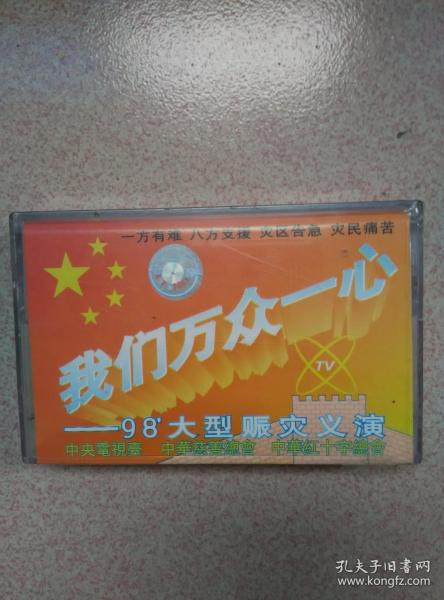 一方有难 八方支援 灾区告急 灾民痛苦
我们万众一心
TV
——98'大型赈灾义演
中央電視臺 中華慈善總會 中華紅十字總會
孔夫子旧书网
www.kongfz.com